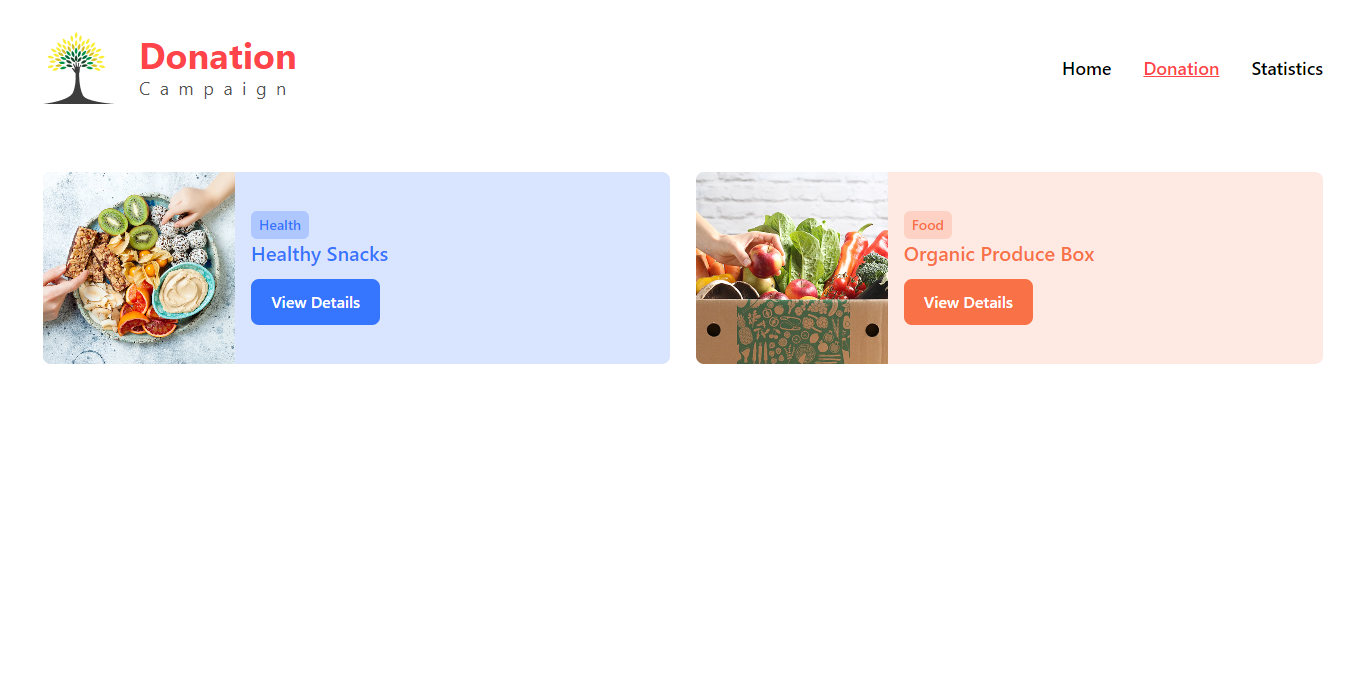 Donation
Campaign
Home Donation Statistics
Health
Healthy Snacks
View Details
Food
Organic Produce Box
View Details